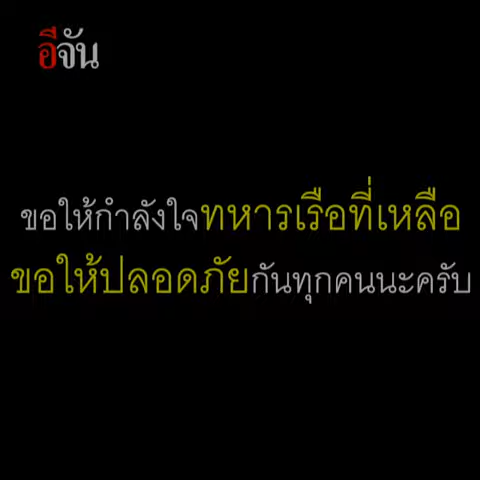 อีจัน
ขอให้กำลังใจทหารเรือที่เหลือ
ขอให้ปลอดภัยกันทุกคนนะครับ